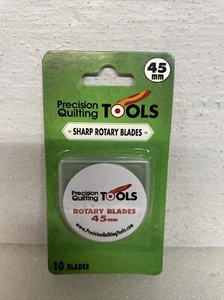 45
mm
Precision
Quilting TOOLS
SHARP ROTARY BLADES
Precision
Quilting TOOLS
ROTARY BLADES
45mm
www.PrecisionQuiltingTools.com
10 BLADES